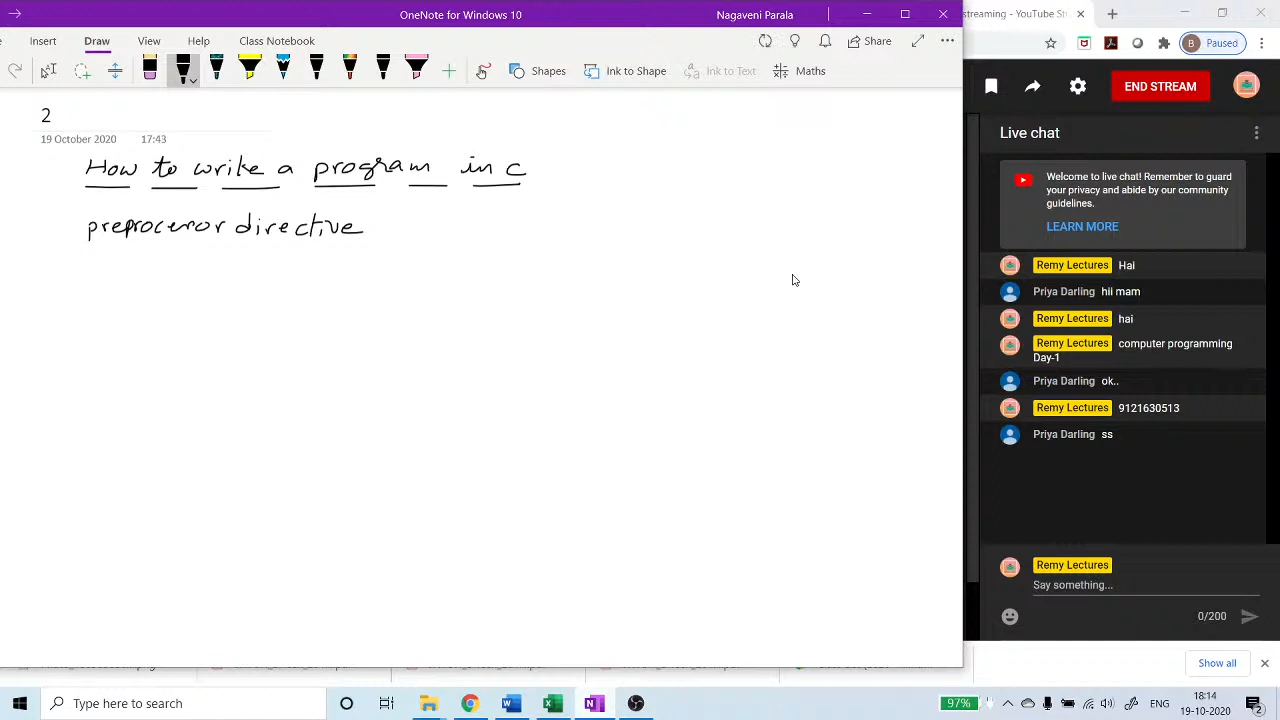 OneNote for Windows 10
Nagaveni Parala
streaming - YouTube St
Insert Draw View Help Class Notebook
Share
B Paused
Shapes
Ink to Shape
Ink to Text
Maths
END STREAM
2
19 October 2020 17:43
How to write a program in c
preprocessor directive
Live chat
Welcome to live chat! Remember to guard
your privacy and abide by our community
guidelines.
LEARN MORE
Remy Lectures Hai
Priya Darling hii mam
Remy Lectures hai
Remy Lectures computer programming
Day-1
Priya Darling ok..
Remy Lectures 9121630513
Priya Darling ss
Remy Lectures
Say something...
0/200
Show all
Type here to search
97%
ENG
18:14
19-10-2020
2